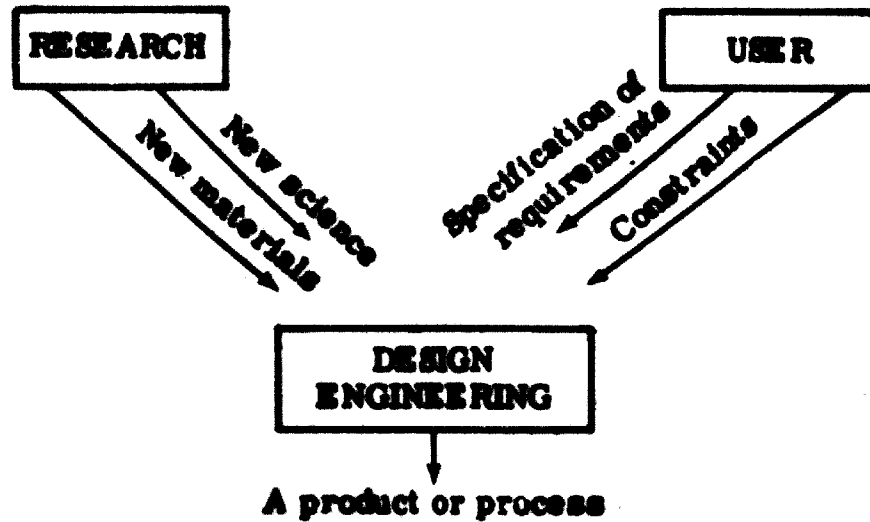 RESEARCH
USER
New science
New materials
Specification of
requirements
Constraints
DESIGN
ENGINEERING
A product or process